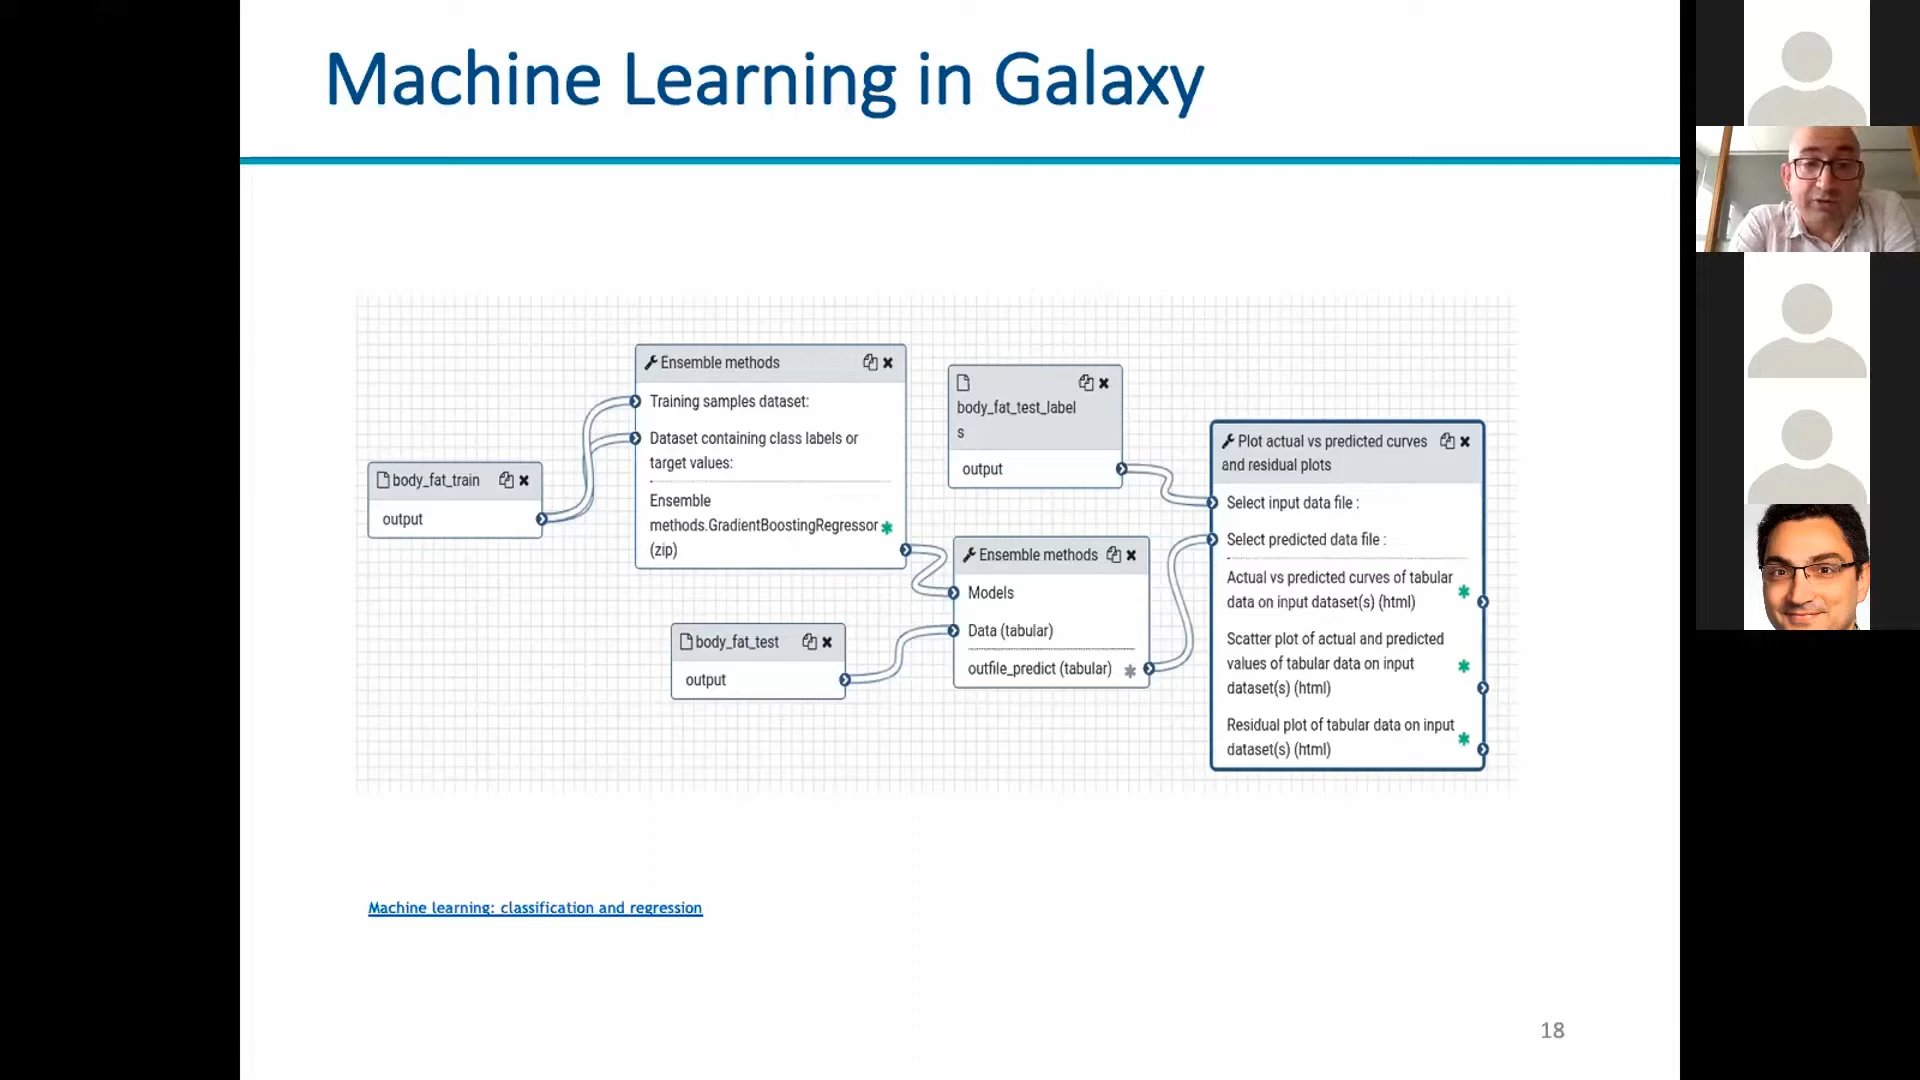 Machine Learning in Galaxy
body_fat_train
output
Ensemble methods
Training samples dataset:
Dataset containing class labels or
target values:
Ensemble
methods.GradientBoostingRegressor
(zip)
body_fat_test
output
body_fat_test_label
s
output
Ensemble methods
Models
Data (tabular)
outfile_predict (tabular)
Plot actual vs predicted curves
and residual plots
Select input data file :
Select predicted data file :
Actual vs predicted curves of tabular
data on input dataset(s) (html)
Scatter plot of actual and predicted
values of tabular data on input
dataset(s) (html)
Residual plot of tabular data on input
dataset(s) (html)
Machine learning: classification and regression
18